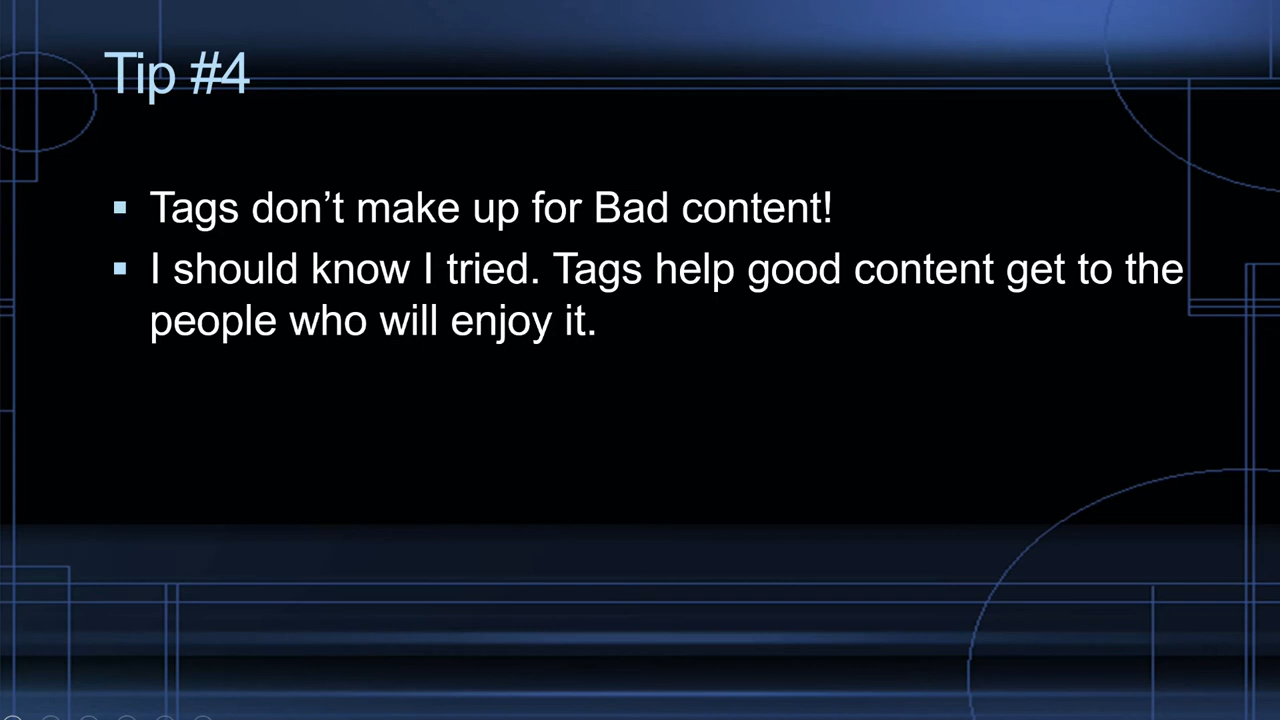 Tip #4
Tags don’t make up for Bad content!
I should know I tried. Tags help good content get to the
people who will enjoy it.